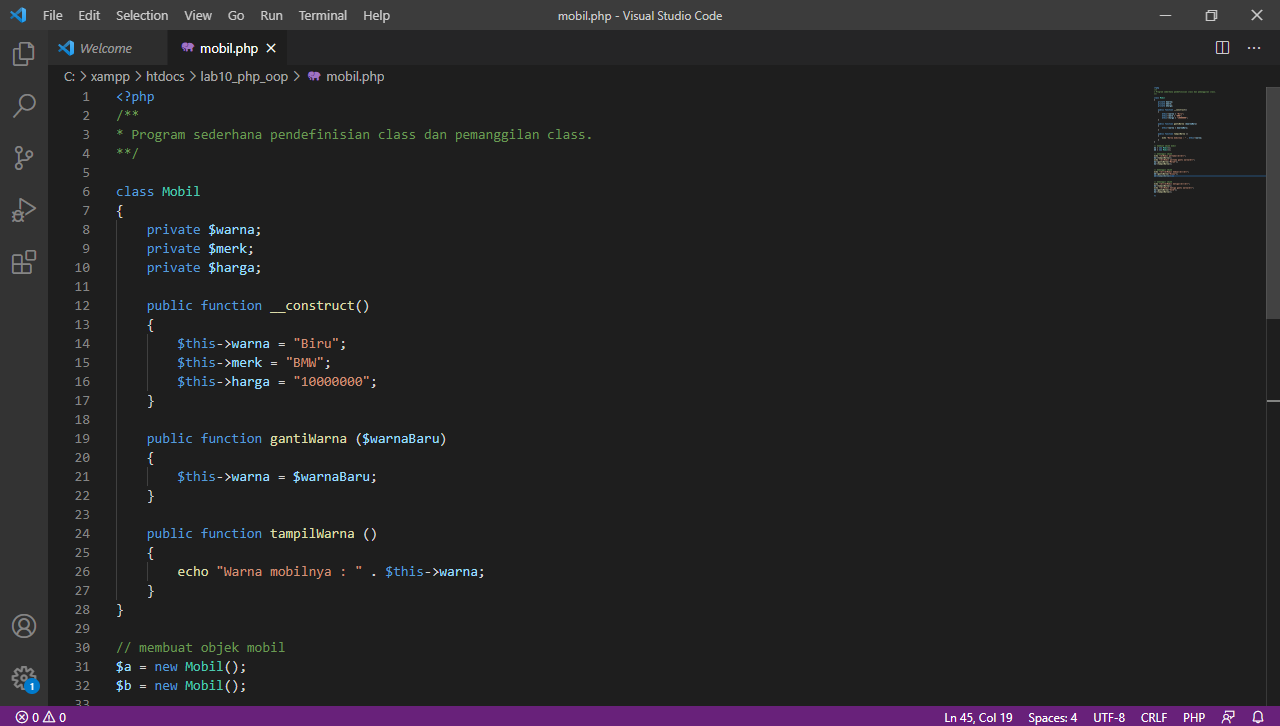 File Edit Selection View Go Run Terminal Help mobil.php - Visual Studio Code
Welcome mobil.php
C: > xampp > htdocs > lab10_php_oop > mobil.php
1 <?php
2 /**
3 * Program sederhana pendefinisian class dan pemanggilan class.
4 **/
5
6 class Mobil
7 {
8     private $warna;
9     private $merk;
10     private $harga;
11
12     public function __construct()
13     {
14         $this->warna = "Biru";
15         $this->merk = "BMW";
16         $this->harga = "10000000";
17     }
18
19     public function gantiWarna ($warnaBaru)
20     {
21         $this->warna = $warnaBaru;
22     }
23
24     public function tampilWarna ()
25     {
26         echo "Warna mobilnya : " . $this->warna;
27     }
28 }
29
30 // membuat objek mobil
31 $a = new Mobil();
32 $b = new Mobil();
33
1
0 0 Ln 45, Col 19 Spaces: 4 UTF-8 CRLF PHP